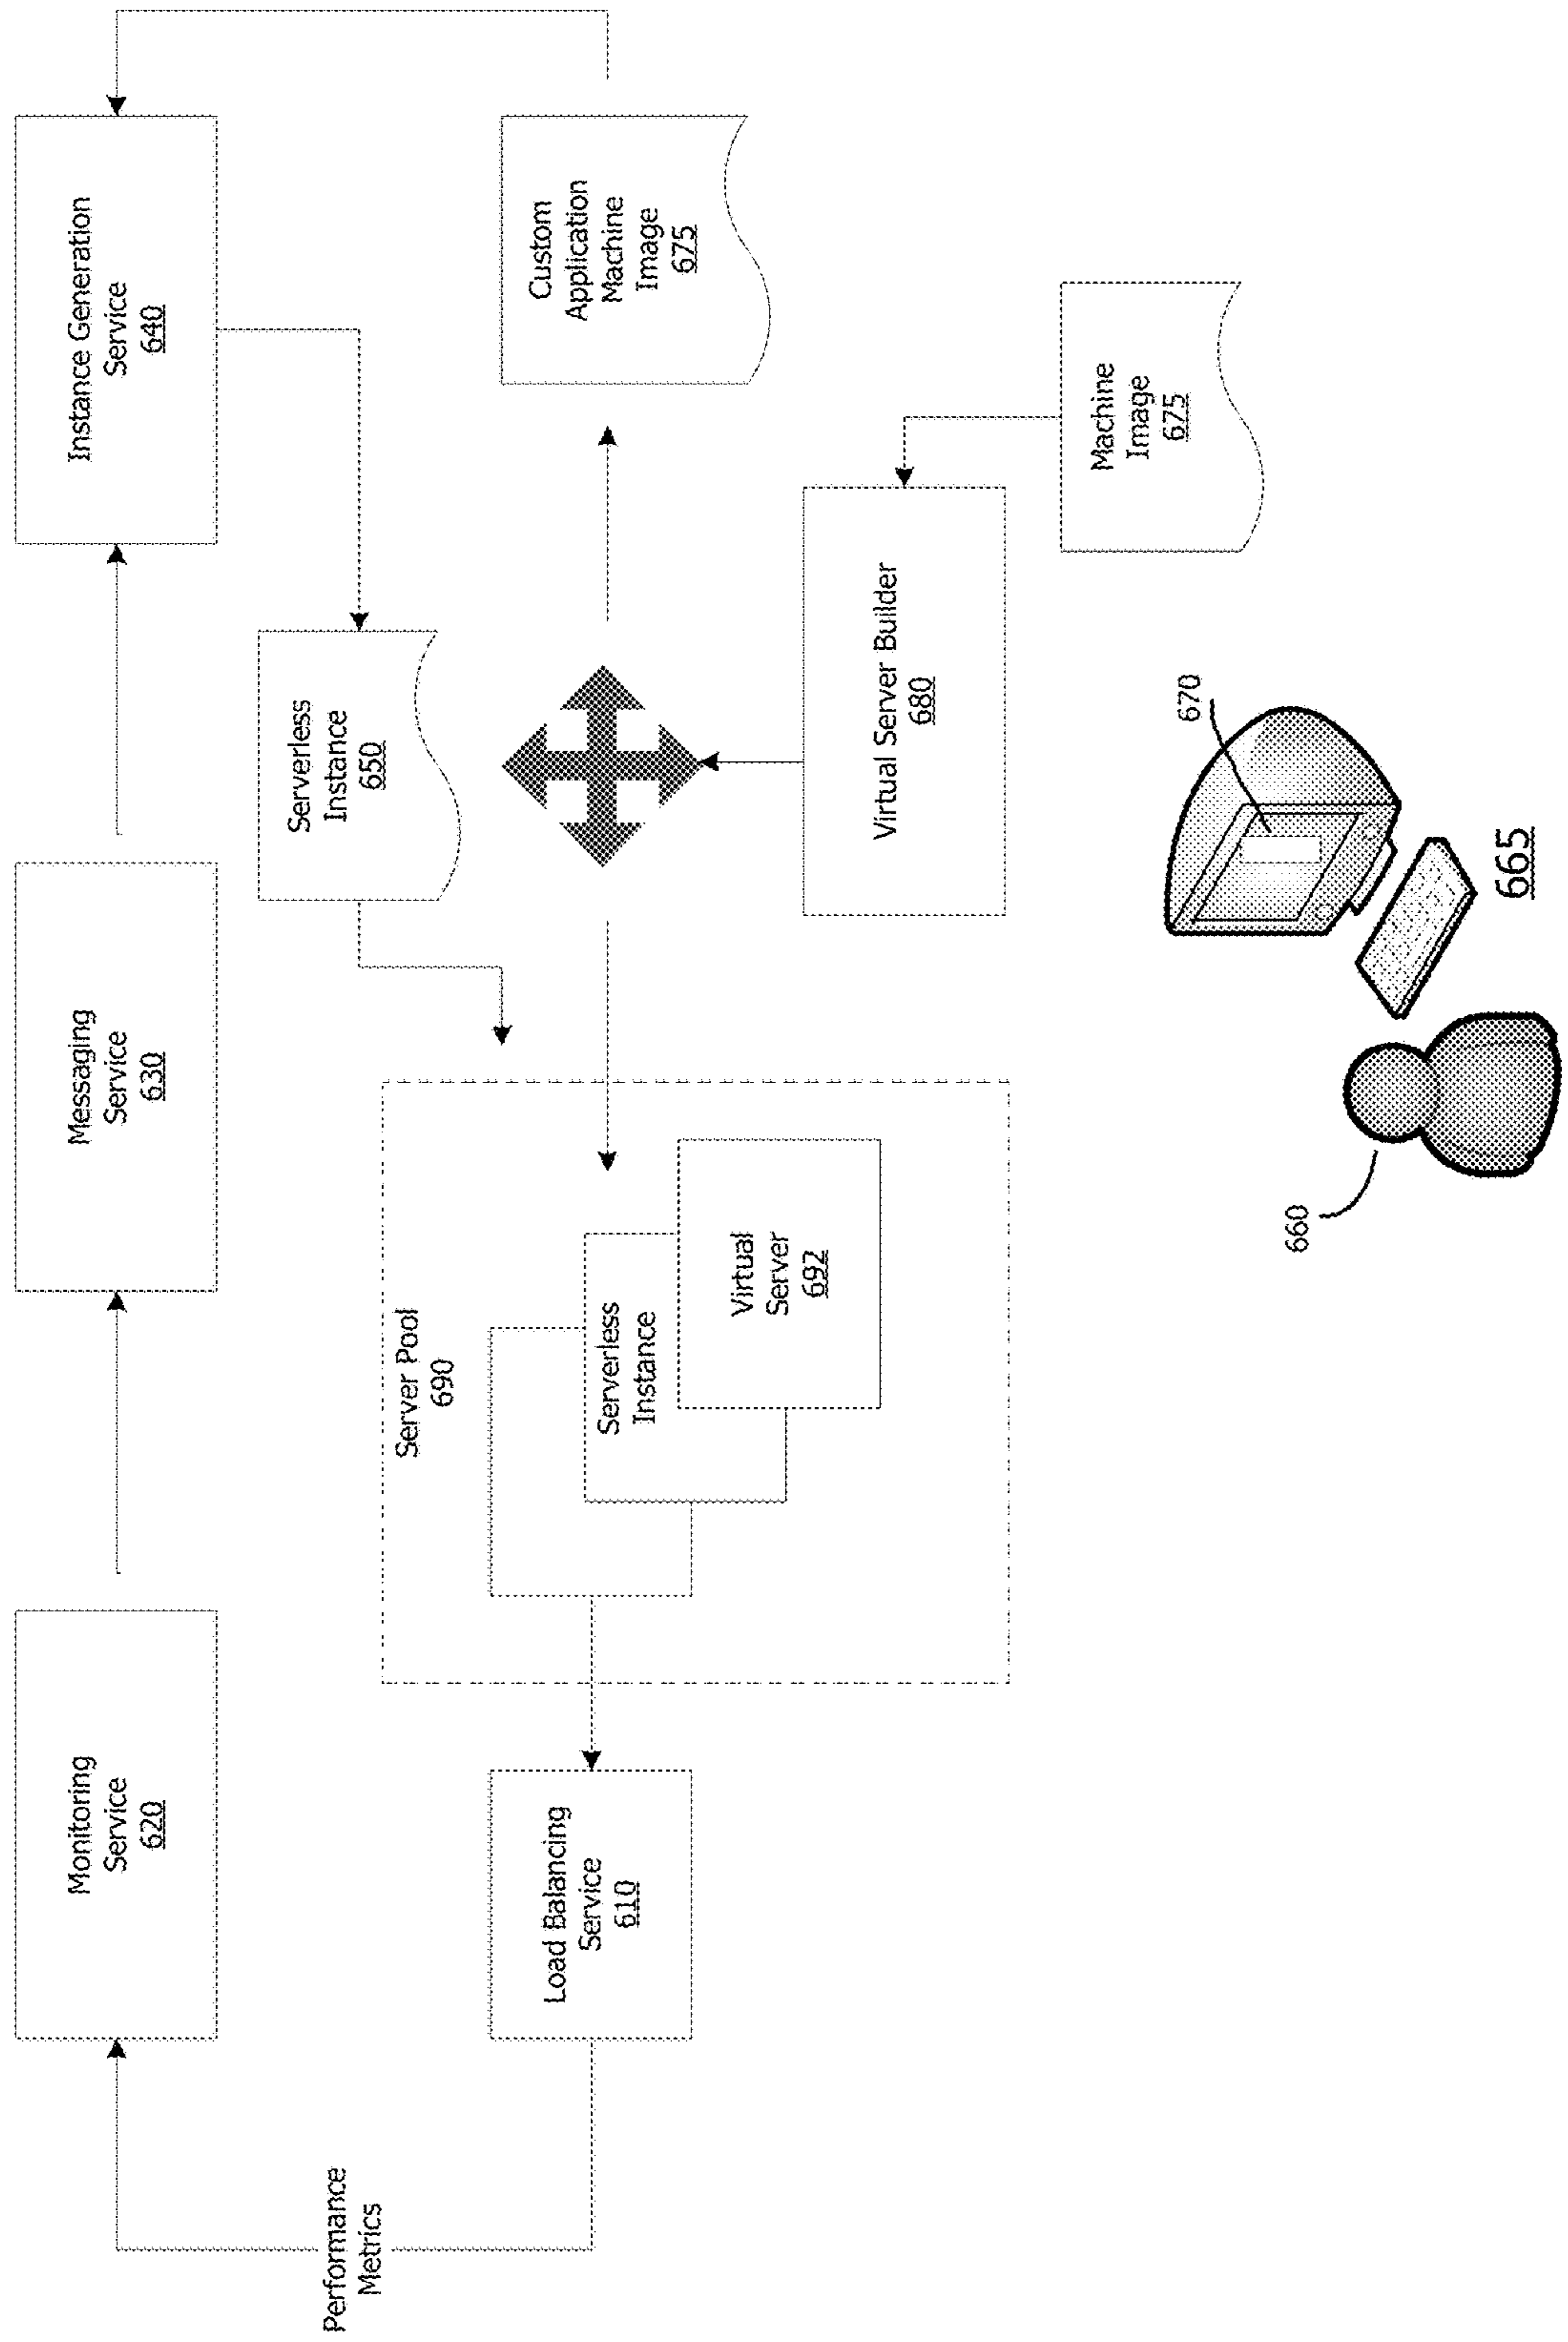 Performance
Metrics
Monitoring
Service
620
Messaging
Service
630
Instance Generation
Service
640
Load Balancing
Service
610
Server Pool
690
Serverless
Instance
Virtual
Server
692
Serverless
Instance
650
Custom
Application
Machine
Image
675
Virtual Server Builder
680
Machine
Image
675
660
670
665